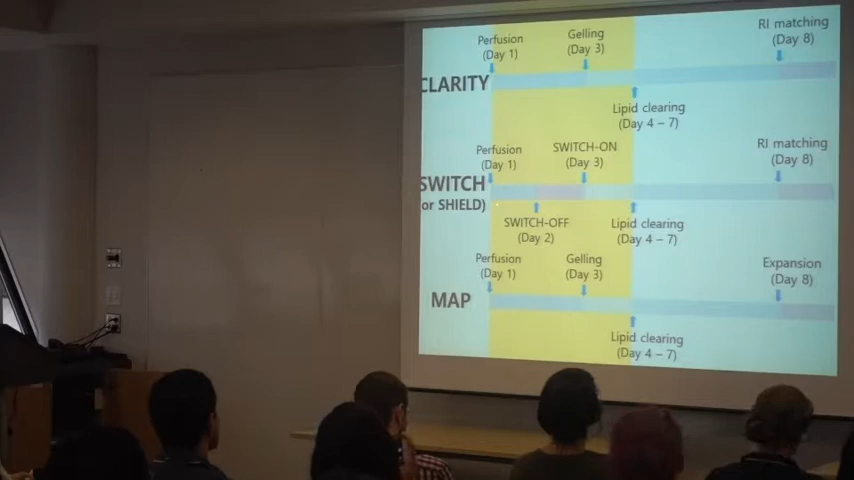 Perfusion
(Day 1)
Gelling
(Day 3)
RI matching
(Day 8)
CLARITY
Lipid clearing
(Day 4 – 7)
Perfusion
(Day 1)
SWITCH-ON
(Day 3)
RI matching
(Day 8)
SWITCH
or SHIELD)
SWITCH-OFF
(Day 2)
Lipid clearing
(Day 4 – 7)
Perfusion
(Day 1)
Gelling
(Day 3)
Expansion
(Day 8)
MAP
Lipid clearing
(Day 4 – 7)